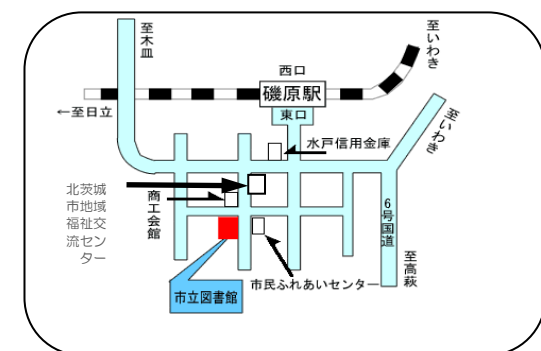 至木皿
至いわき
西口
磯原駅
東口
←至日立
至いわき
水戸信用金庫
北茨城
市地域
福祉交
流セン
ター
商工会館
6号国道
至高萩
市民ふれあいセンター
市立図書館